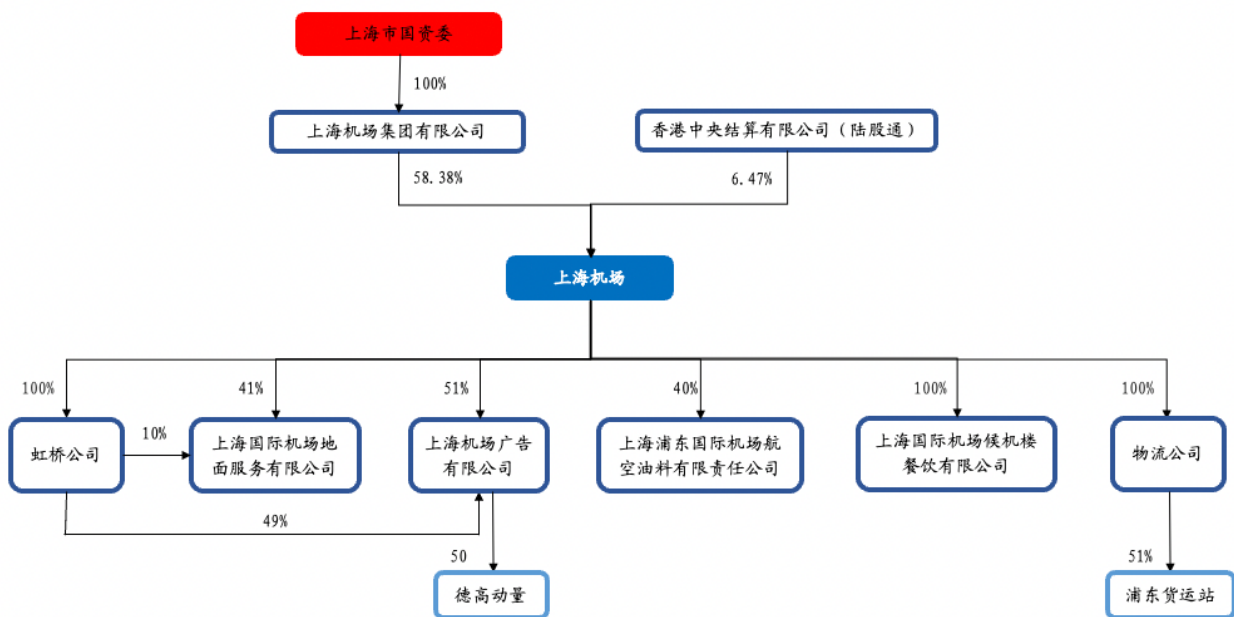 上海市国资委
100%
上海机场集团有限公司
香港中央结算有限公司（陆股通）
58.38%
6.47%
上海机场
100%
41%
51%
40%
100%
100%
虹桥公司
10%
上海国际机场地
面服务有限公司
上海机场广告
有限公司
上海浦东国际机场航
空油料有限责任公司
上海国际机场候机楼
餐饮有限公司
物流公司
49%
50
51%
德高动量
浦东货运站